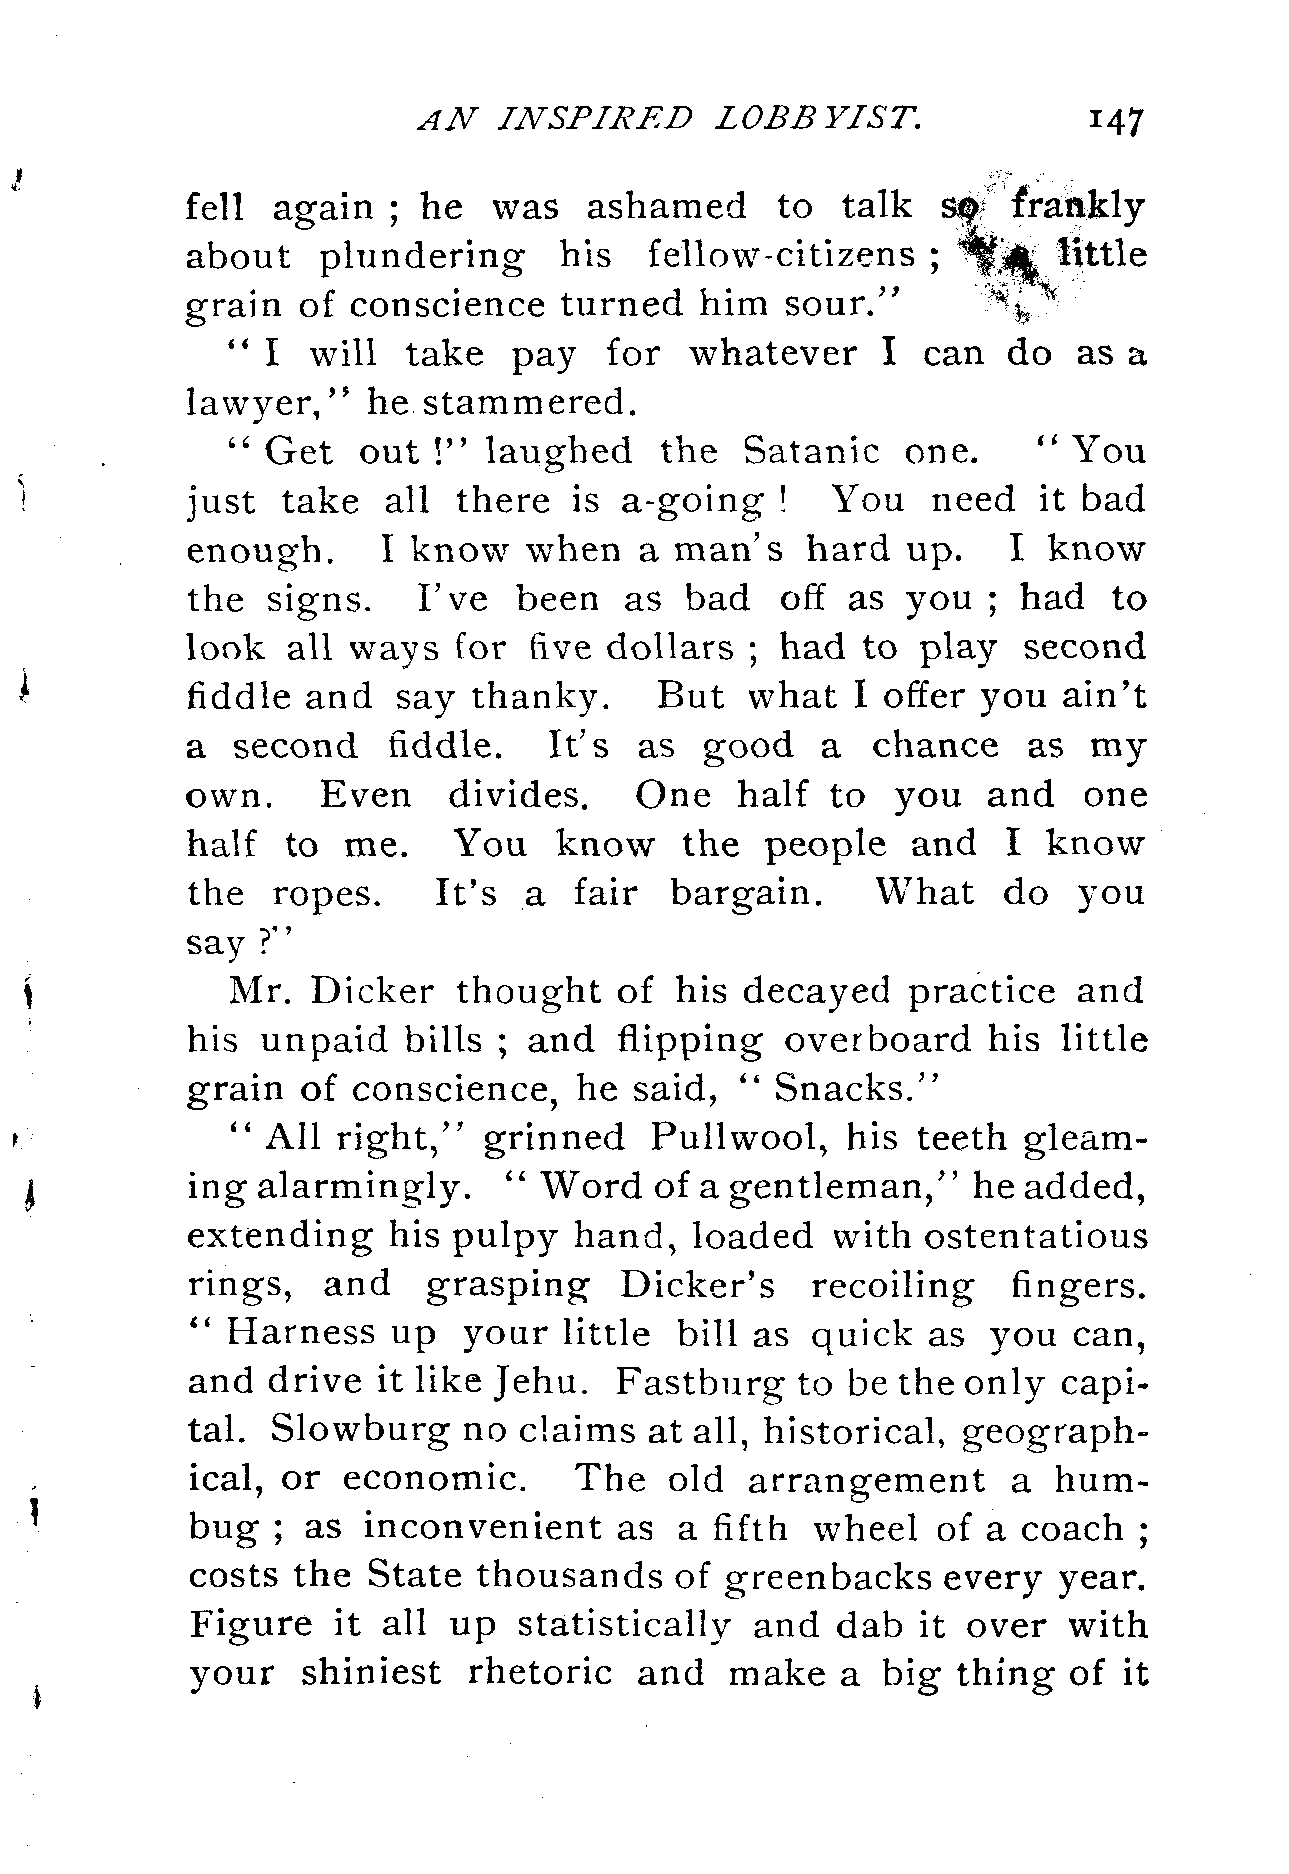 AN INSPIRED LOBBYIST. 147
fell again ; he was ashamed to talk so frankly
about plundering his fellow-citizens ; a little
grain of conscience turned him sour."
" I will take pay for whatever I can do as a
lawyer," he stammered.
" Get out !" laughed the Satanic one. " You
just take all there is a-going ! You need it bad
enough. I know when a man's hard up. I know
the signs. I've been as bad off as you ; had to
look all ways for five dollars ; had to play second
fiddle and say thanky. But what I offer you ain't
a second fiddle. It's as good a chance as my
own. Even divides. One half to you and one
half to me. You know the people and I know
the ropes. It's a fair bargain. What do you
say ?"
Mr. Dicker thought of his decayed practice and
his unpaid bills ; and flipping overboard his little
grain of conscience, he said, " Snacks."
" All right," grinned Pullwool, his teeth gleam-
ing alarmingly. " Word of a gentleman," he added,
extending his pulpy hand, loaded with ostentatious
rings, and grasping Dicker's recoiling fingers.
" Harness up your little bill as quick as you can,
and drive it like Jehu. Fastburg to be the only capi-
tal. Slowburg no claims at all, historical, geograph-
ical, or economic. The old arrangement a hum-
bug ; as inconvenient as a fifth wheel of a coach ;
costs the State thousands of greenbacks every year.
Figure it all up statistically and dab it over with
your shiniest rhetoric and make a big thing of it